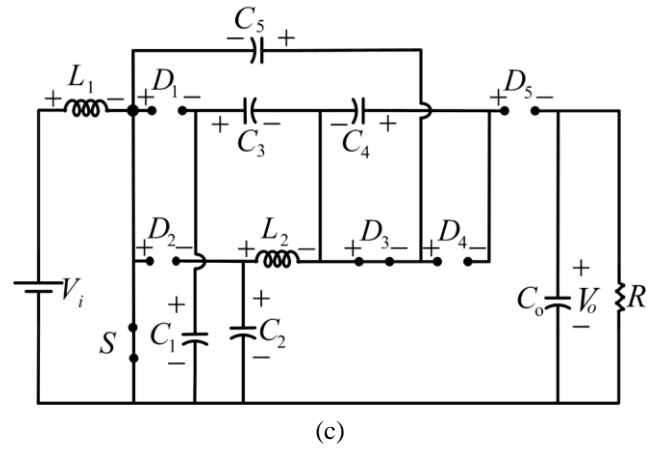 C5
− +
L1
+ −
D1
+ −
+ −
C3
− +
C4
D5
+ −
D2
+ −
L2
+ −
D3
+ −
D4
+ −
Vi
S
+
C1
−
+
C2
−
Co
+
Vo
−
R
(c)